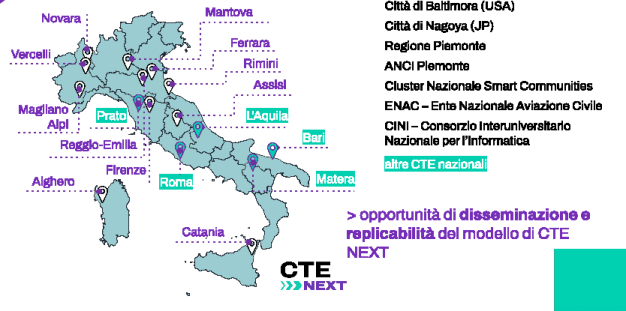 Novara
Mantova
Vercelli
Ferrara
Rimini
Assisi
Magliano
Alpi
Prato
L'Aquila
Reggio-Emilia
Bari
Firenze
Alghero
Roma
Matera
Catania
CTE
NEXT
Città di Baltimora (USA)
Città di Nagoya (JP)
Regione Piemonte
ANCI Piemonte
Cluster Nazionale Smart Communities
ENAC – Ente Nazionale Aviazione Civile
CINI – Consorzio Interuniversitario
Nazionale per l'Informatica
altre CTE nazionali
> opportunità di disseminazione e
replicabilità del modello di CTE
NEXT